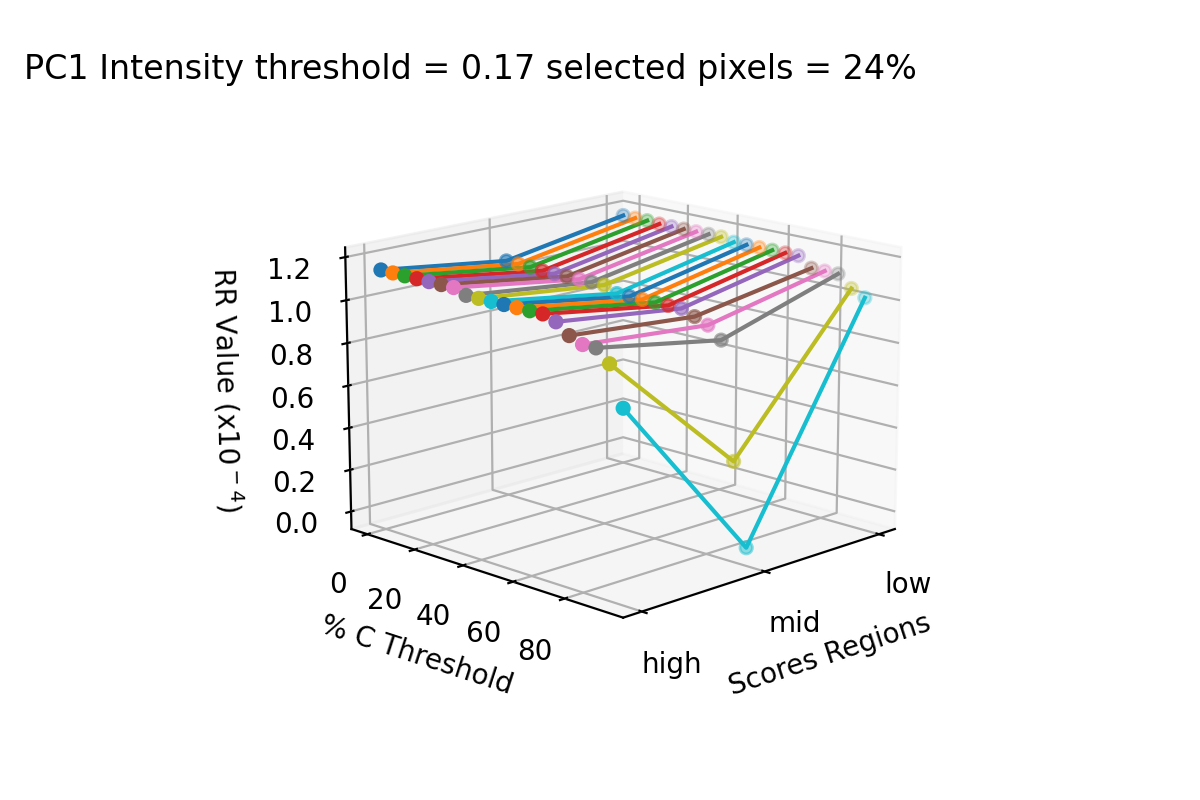 PC1 Intensity threshold = 0.17 selected pixels = 24%
1.2
1.0
0.8
0.6
0.4
0.2
0.0
RR Value (x10⁻⁴)
0
20
40
60
80
% C Threshold
low
mid
high
Scores Regions